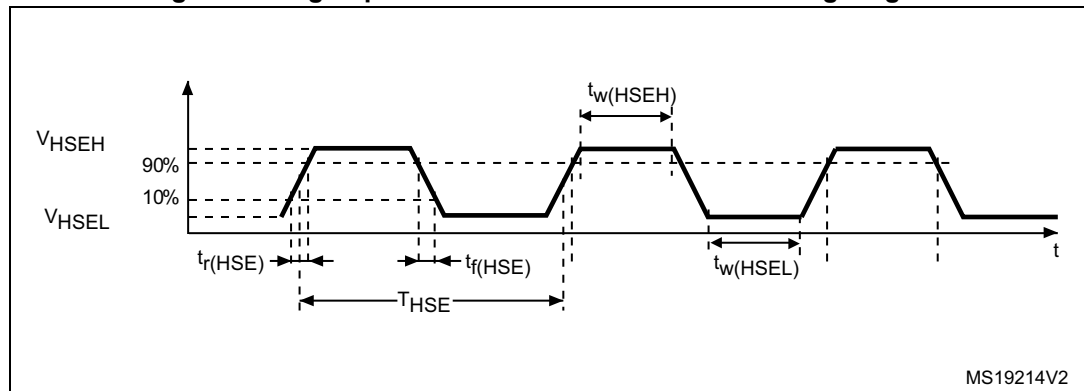 tw(HSEH)
VHSEH
90%
10%
VHSEL
tr(HSE)
tf(HSE)
tw(HSEL)
t
THSE
MS19214V2